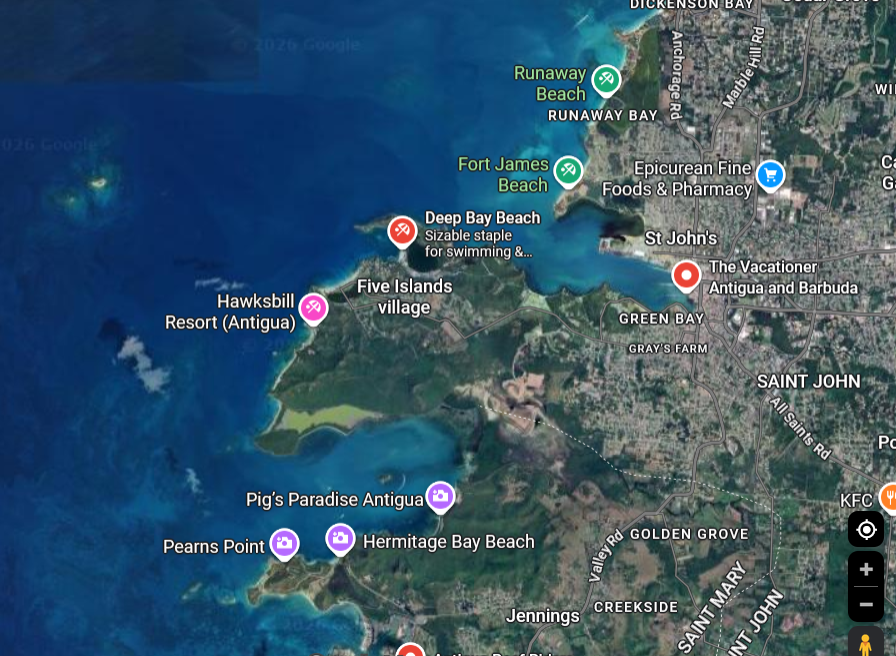 DICKENSON BAY
© 2026 Google
Runaway
Beach
Anchorage Rd
Marble Hill Rd
RUNAWAY BAY
026 Google
Fort James
Beach
Epicurean Fine
Foods & Pharmacy
Deep Bay Beach
Sizable staple
for swimming &...
St John's
The Vacationer
Antigua and Barbuda
Five Islands
village
Hawksbill
Resort (Antigua)
GREEN BAY
GRAY'S FARM
SAINT JOHN
All Saints Rd
Pig's Paradise Antigua
KFC
Pearns Point
Hermitage Bay Beach
Valley Rd
GOLDEN GROVE
Jennings
CREEKSIDE
SAINT MARY
INT JOHN